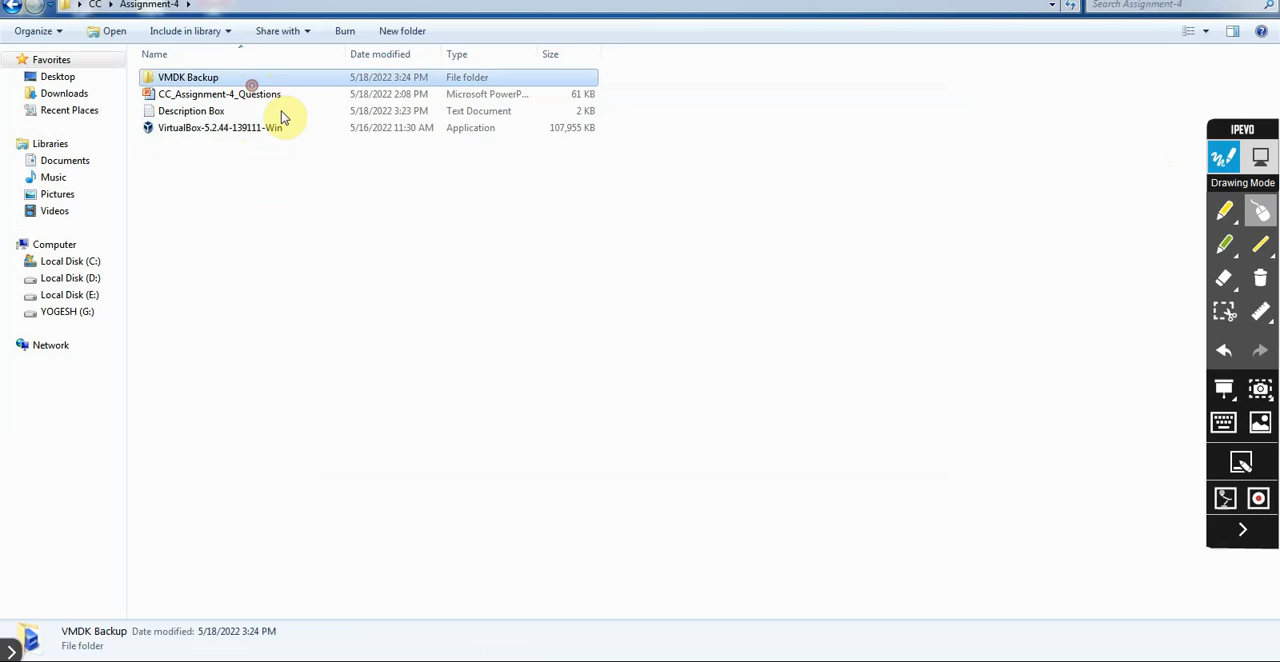 CC Assignment-4 Search Assignment-4
Organize Open Include in library Share with Burn New folder
Name Date modified Type Size
Favorites
Desktop
Downloads
Recent Places
Libraries
Documents
Music
Pictures
Videos
Computer
Local Disk (C:)
Local Disk (D:)
Local Disk (E:)
YOGESH (G:)
Network
VMDK Backup 5/18/2022 3:24 PM File folder
CC_Assignment-4_Questions 5/18/2022 2:08 PM Microsoft PowerP... 61 KB
Description Box 5/18/2022 3:23 PM Text Document 2 KB
VirtualBox-5.2.44-139111-Win 5/16/2022 11:30 AM Application 107,955 KB
IPEVO
Drawing Mode
VMDK Backup Date modified: 5/18/2022 3:24 PM
File folder